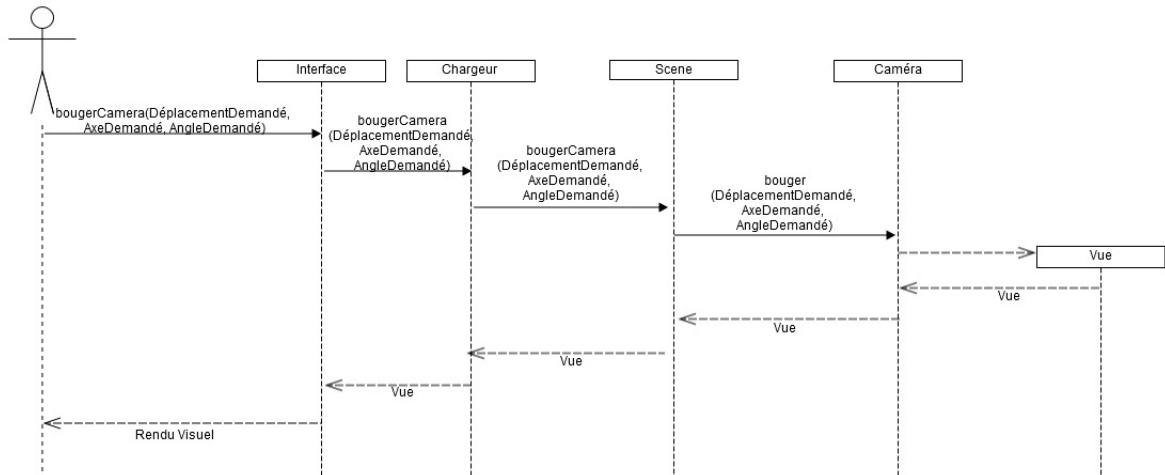 Interface
Chargeur
Scene
Caméra
bougerCamera(DéplacementDemandé,
AxeDemandé, AngleDemandé)
bougerCamera
(DéplacementDemandé,
AxeDemandé,
AngleDemandé)
bougerCamera
(DéplacementDemandé,
AxeDemandé,
AngleDemandé)
bouger
(DéplacementDemandé,
AxeDemandé,
AngleDemandé)
Vue
Vue
Vue
Vue
Vue
Rendu Visuel